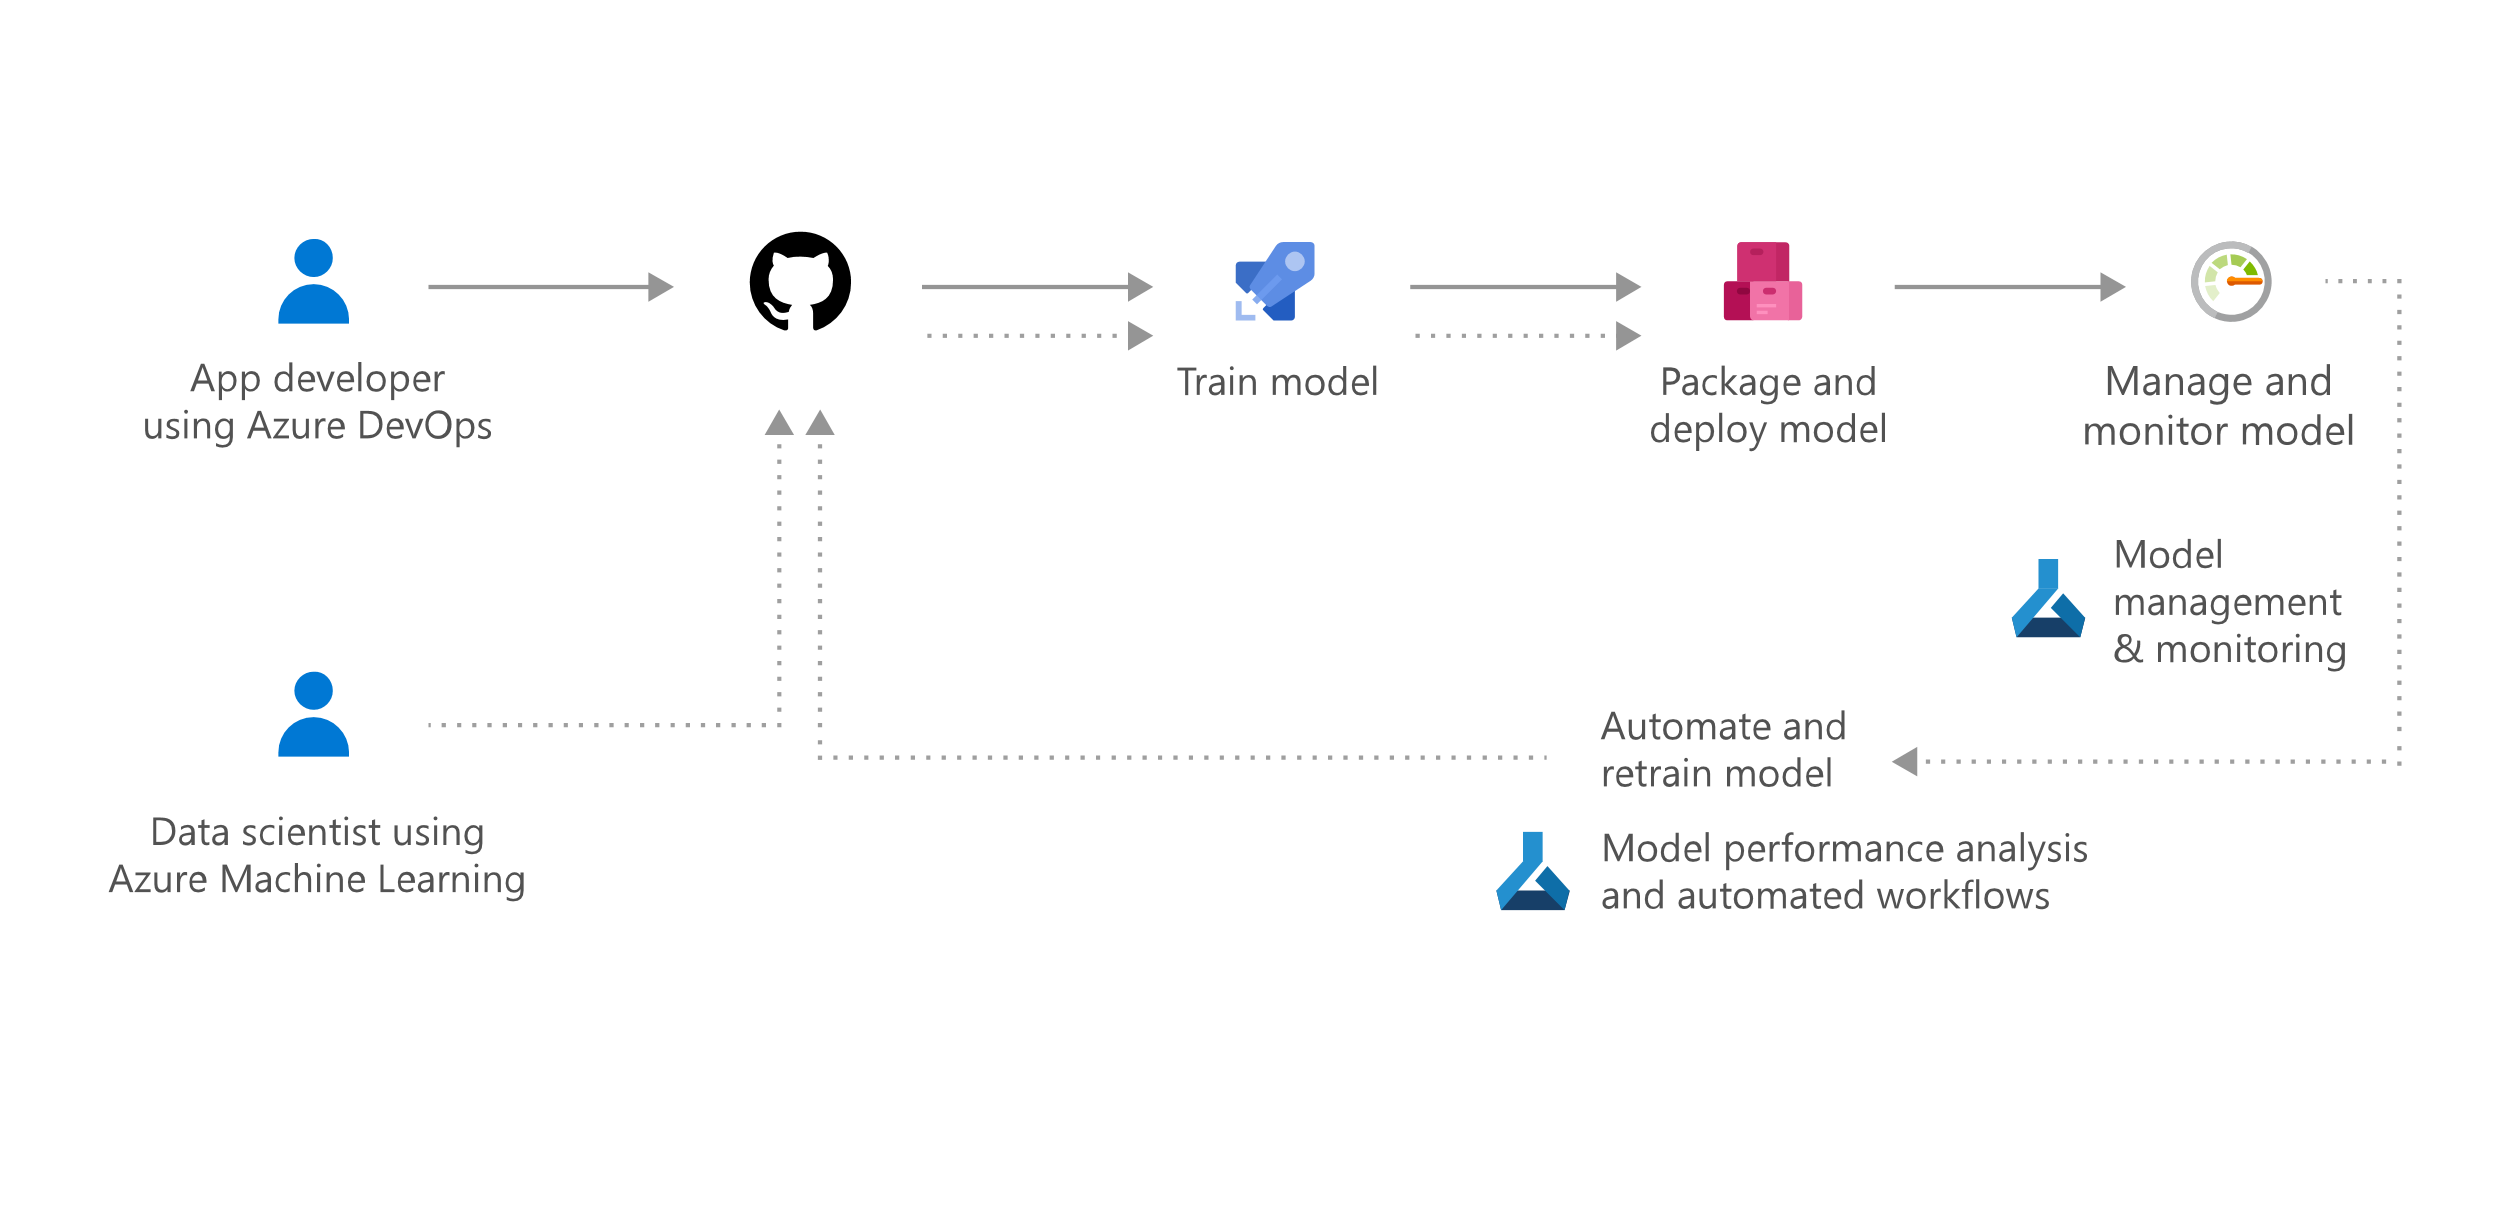 App developer
using Azure DevOps
Train model
Package and
deploy model
Manage and
monitor model
Model
management
& monitoring
Automate and
retrain model
Data scientist using
Azure Machine Learning
Model performance analysis
and automated workflows